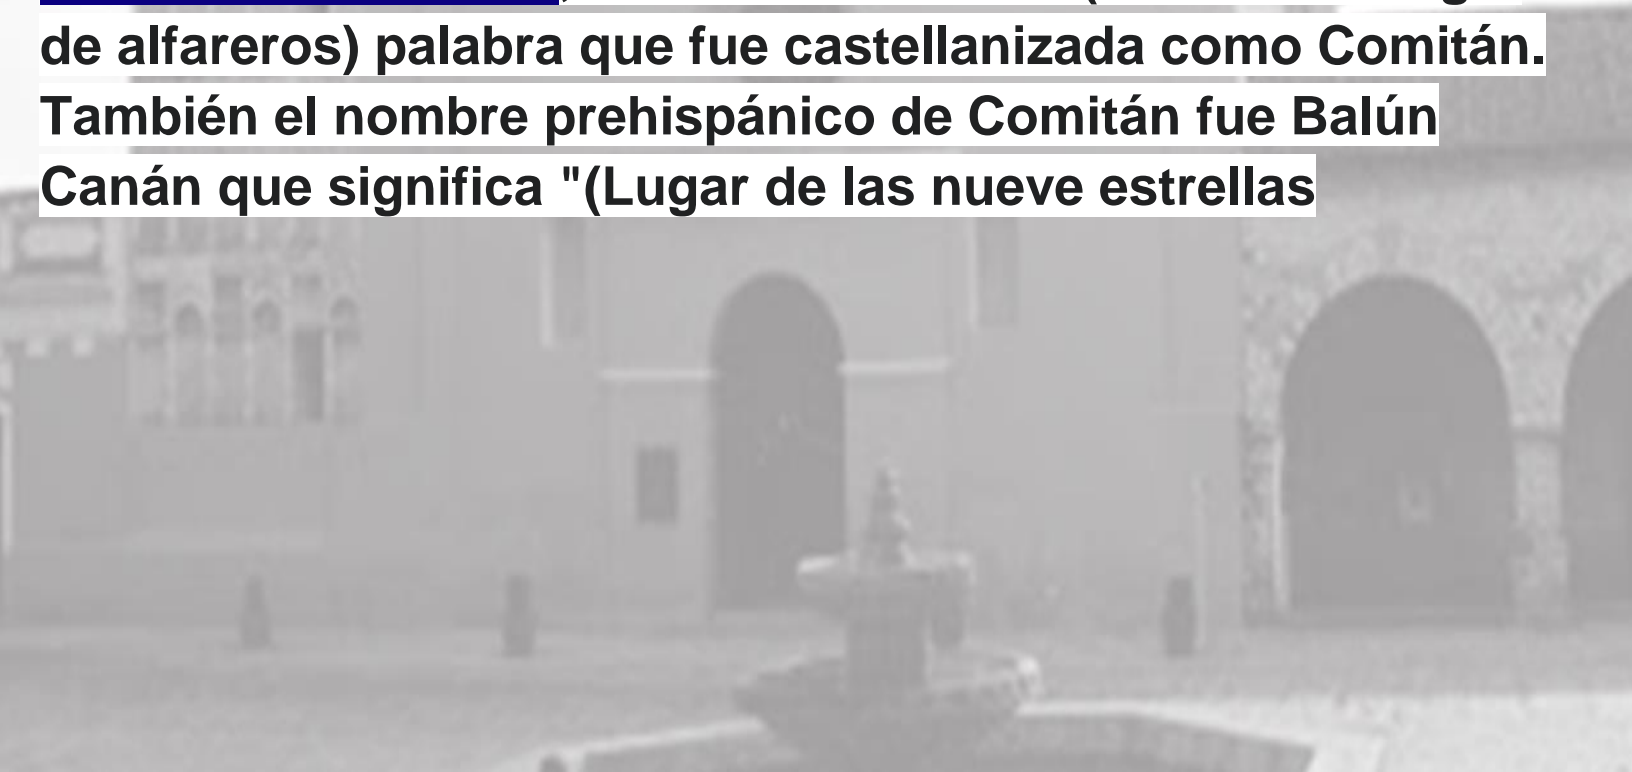 de alfareros) palabra que fue castellanizada como Comitán.
También el nombre prehispánico de Comitán fue Balún
Canán que significa "(Lugar de las nueve estrellas